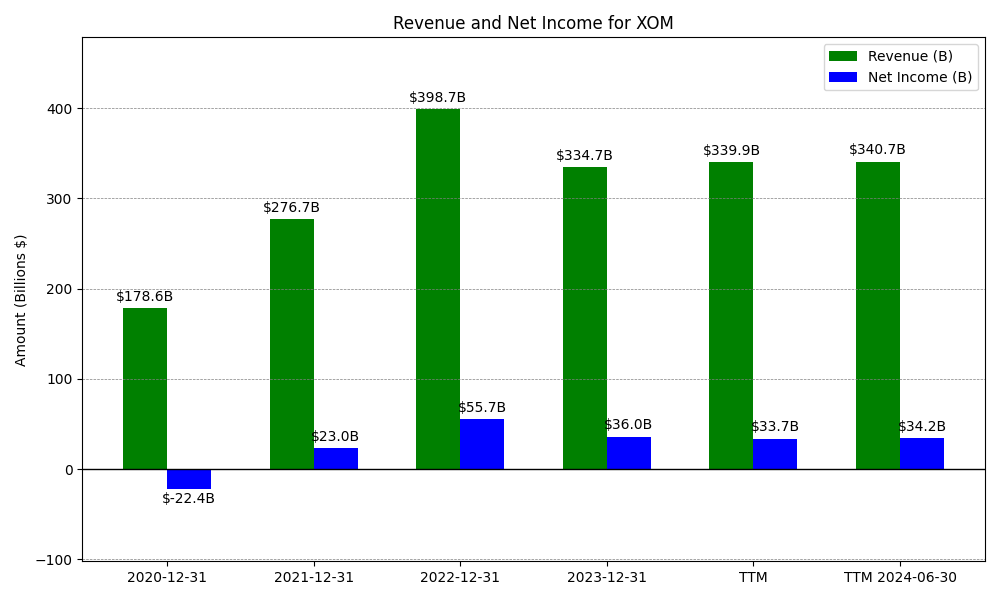 Revenue and Net Income for XOM
Revenue (B)
Net Income (B)
Amount (Billions $)
400
300
200
100
0
−100
$178.6B
$-22.4B
$276.7B
$23.0B
$398.7B
$55.7B
$334.7B
$36.0B
$339.9B
$33.7B
$340.7B
$34.2B
2020-12-31
2021-12-31
2022-12-31
2023-12-31
TTM
TTM 2024-06-30